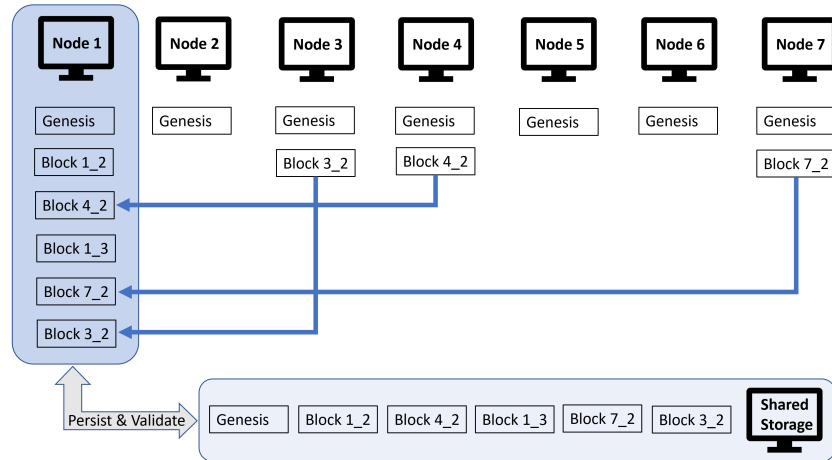 Node 1
Node 2
Node 3
Node 4
Node 5
Node 6
Node 7
Genesis
Genesis
Genesis
Genesis
Genesis
Genesis
Genesis
Block 1_2
Block 3_2
Block 4_2
Block 7_2
Block 4_2
Block 1_3
Block 7_2
Block 3_2
Persist & Validate
Genesis
Block 1_2
Block 4_2
Block 1_3
Block 7_2
Block 3_2
Shared
Storage